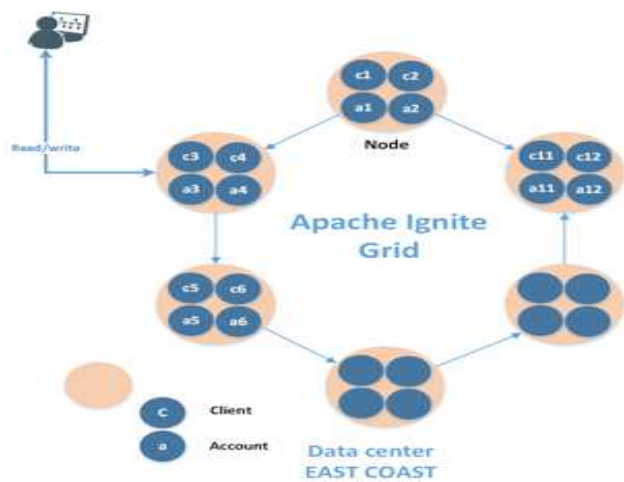 c1 c2
a1 a2
Node
Read/write
c3 c4
a3 a4
c11 c12
a11 a12
Apache Ignite
Grid
c5 c6
a5 a6
C Client
a Account
Data center
EAST COAST